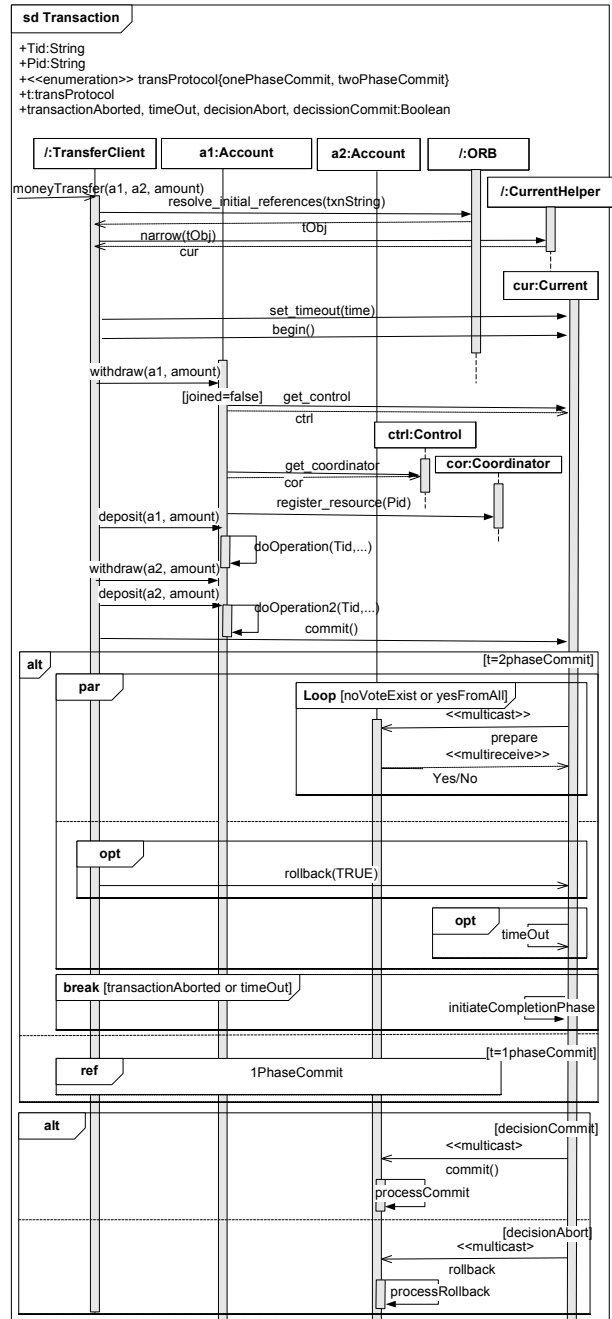 sd Transaction
+Tid:String
+Pid:String
+<<enumeration>> transProtocol{onePhaseCommit, twoPhaseCommit}
+t:transProtocol
+transactionAborted, timeOut, decisionAbort, decissionCommit:Boolean
/:TransferClient
a1:Account
a2:Account
/:ORB
/:CurrentHelper
moneyTransfer(a1, a2, amount)
resolve_initial_references(txnString)
tObj
narrow(tObj)
cur
cur:Current
set_timeout(time)
begin()
withdraw(a1, amount)
[joined=false]
get_control
ctrl
ctrl:Control
get_coordinator
cor
cor:Coordinator
register_resource(Pid)
deposit(a1, amount)
doOperation(Tid,...)
withdraw(a2, amount)
deposit(a2, amount)
doOperation2(Tid,...)
commit()
alt
[t=2phaseCommit]
par
Loop [noVoteExist or yesFromAll]
<<multicast>>
prepare
<<multireceive>>
Yes/No
opt
rollback(TRUE)
opt
timeOut
break [transactionAborted or timeOut]
initiateCompletionPhase
[t=1phaseCommit]
ref
1PhaseCommit
alt
[decisionCommit]
<<multicast>
commit()
processCommit
[decisionAbort]
<<multicast>
rollback
processRollback